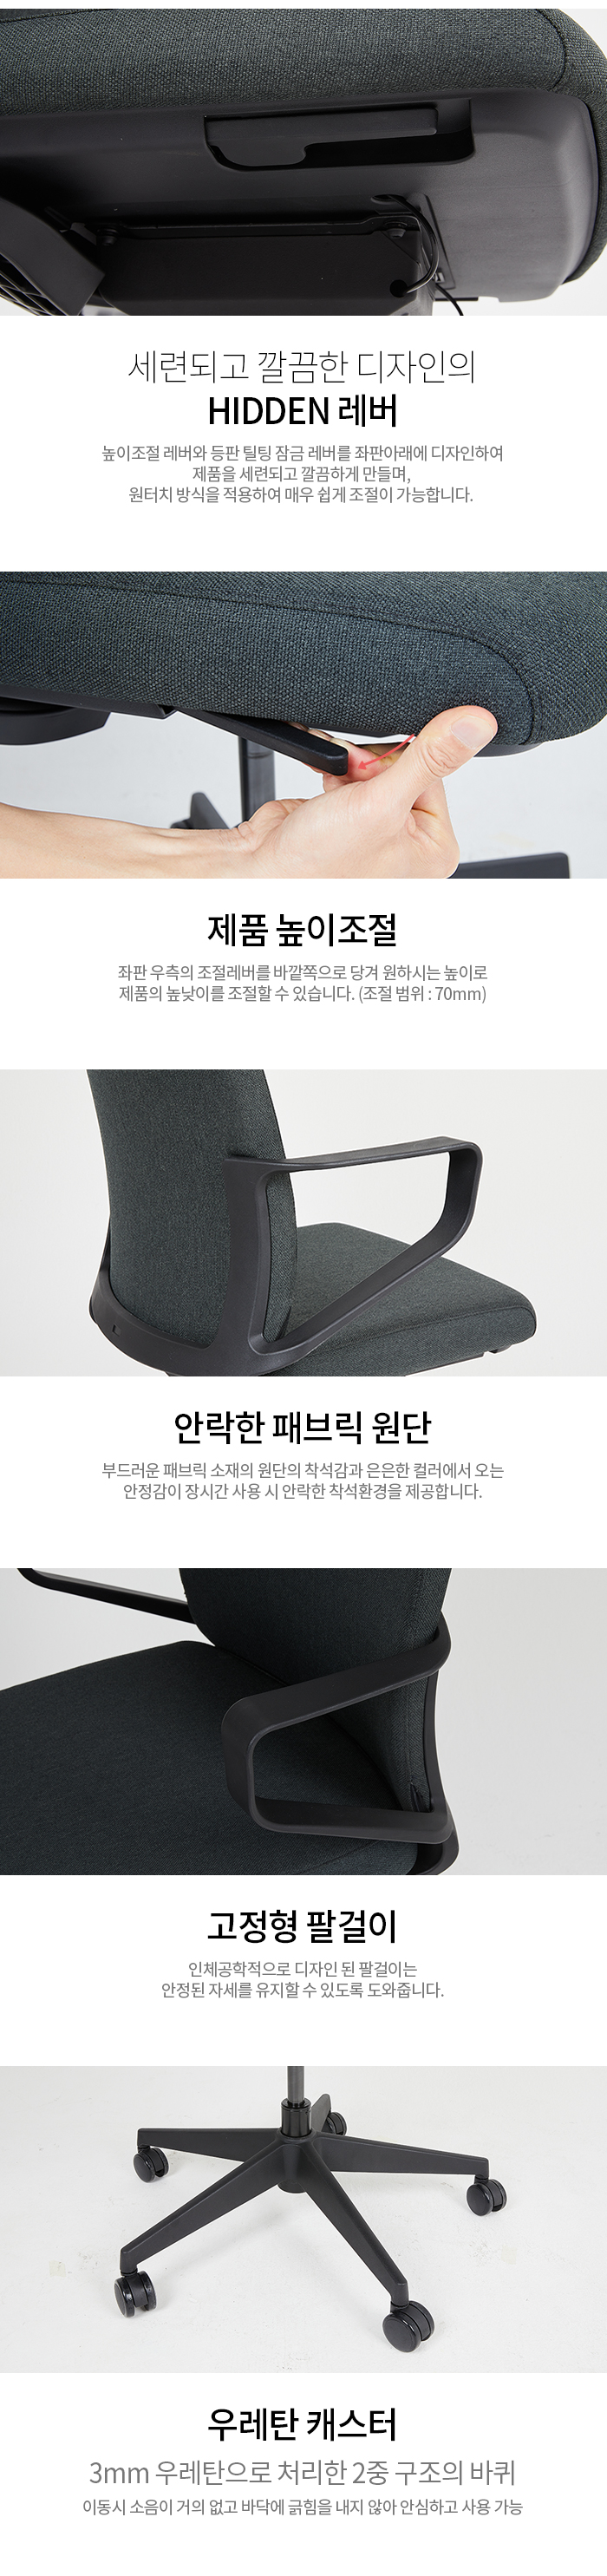 세련되고 깔끔한 디자인의
HIDDEN 레버
높이조절 레버와 등판 틸팅 잠금 레버를 좌판아래에 디자인하여
제품을 세련되고 깔끔하게 만들며,
원터치 방식을 적용하여 매우 쉽게 조절이 가능합니다.
제품 높이조절
좌판 우측의 조절레버를 바깥쪽으로 당겨 원하시는 높이로
제품의 높낮이를 조절할 수 있습니다. (조절 범위 : 70mm)
안락한 패브릭 원단
부드러운 패브릭 소재의 원단의 착석감과 은은한 컬러에서 오는
안정감이 장시간 사용 시 안락한 착석환경을 제공합니다.
고정형 팔걸이
인체공학적으로 디자인 된 팔걸이는
안정된 자세를 유지할 수 있도록 도와줍니다.
우레탄 캐스터
3mm 우레탄으로 처리한 2중 구조의 바퀴
이동시 소음이 거의 없고 바닥에 긁힘을 내지 않아 안심하고 사용 가능